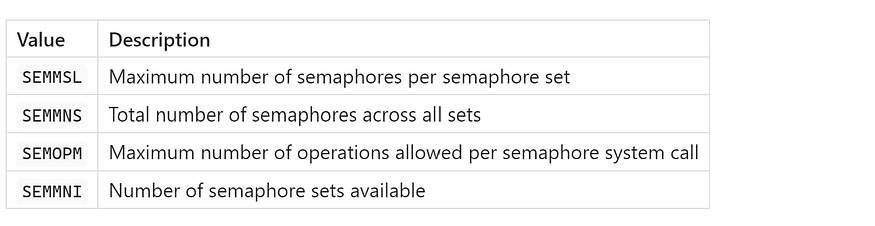 Value Description
SEMMSL Maximum number of semaphores per semaphore set
SEMMNS Total number of semaphores across all sets
SEMOPM Maximum number of operations allowed per semaphore system call
SEMMNI Number of semaphore sets available